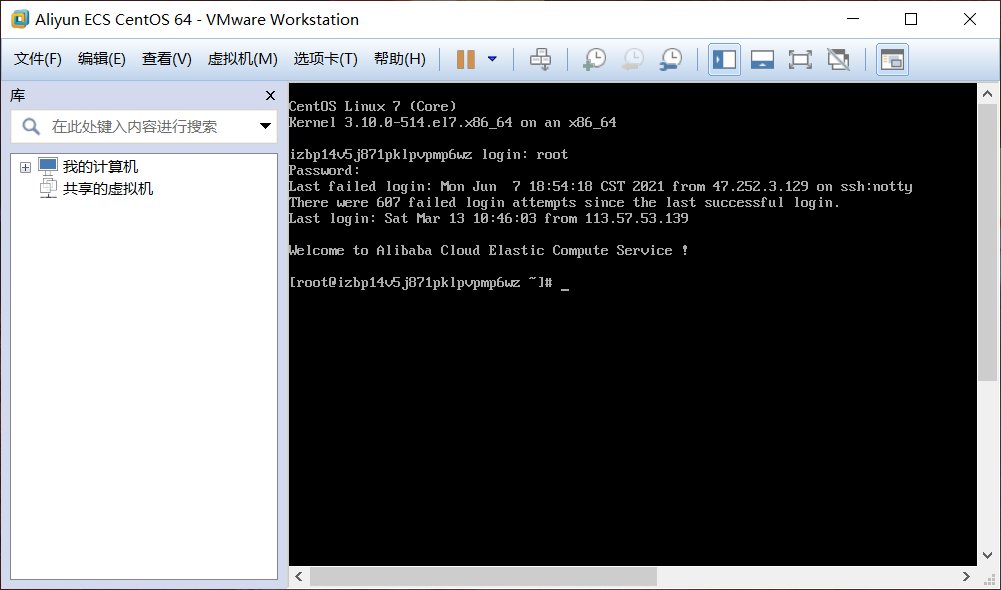 Aliyun ECS CentOS 64 - VMware Workstation
文件(F) 编辑(E) 查看(V) 虚拟机(M) 选项卡(T) 帮助(H)
库
在此处键入内容进行搜索
我的计算机
共享的虚拟机
CentOS Linux 7 (Core)
Kernel 3.10.0-514.el7.x86_64 on an x86_64
izbp14v5j871pklpvpmp6wz login: root
Password:
Last failed login: Mon Jun  7 18:54:18 CST 2021 from 47.252.3.129 on ssh:notty
There were 607 failed login attempts since the last successful login.
Last login: Sat Mar 13 10:46:03 from 113.57.53.139
Welcome to Alibaba Cloud Elastic Compute Service !
[root@izbp14v5j871pklpvpmp6wz ~]# _